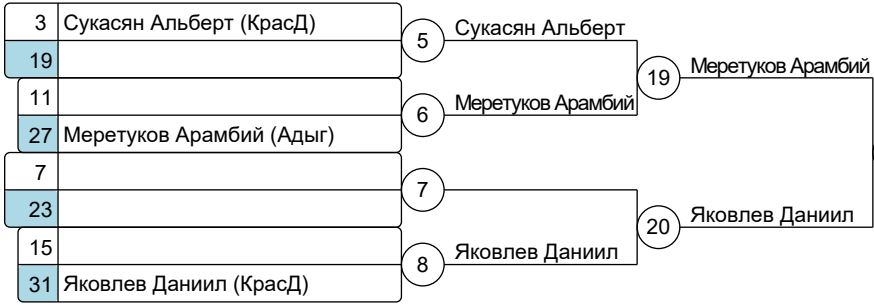 3 Сукасян Альберт (КрасД)
19
11
27 Меретуков Арамбий (Адыг)
7
23
15
31 Яковлев Даниил (КрасД)
5 Сукасян Альберт
6 Меретуков Арамбий
7
8 Яковлев Даниил
19 Меретуков Арамбий
20 Яковлев Даниил